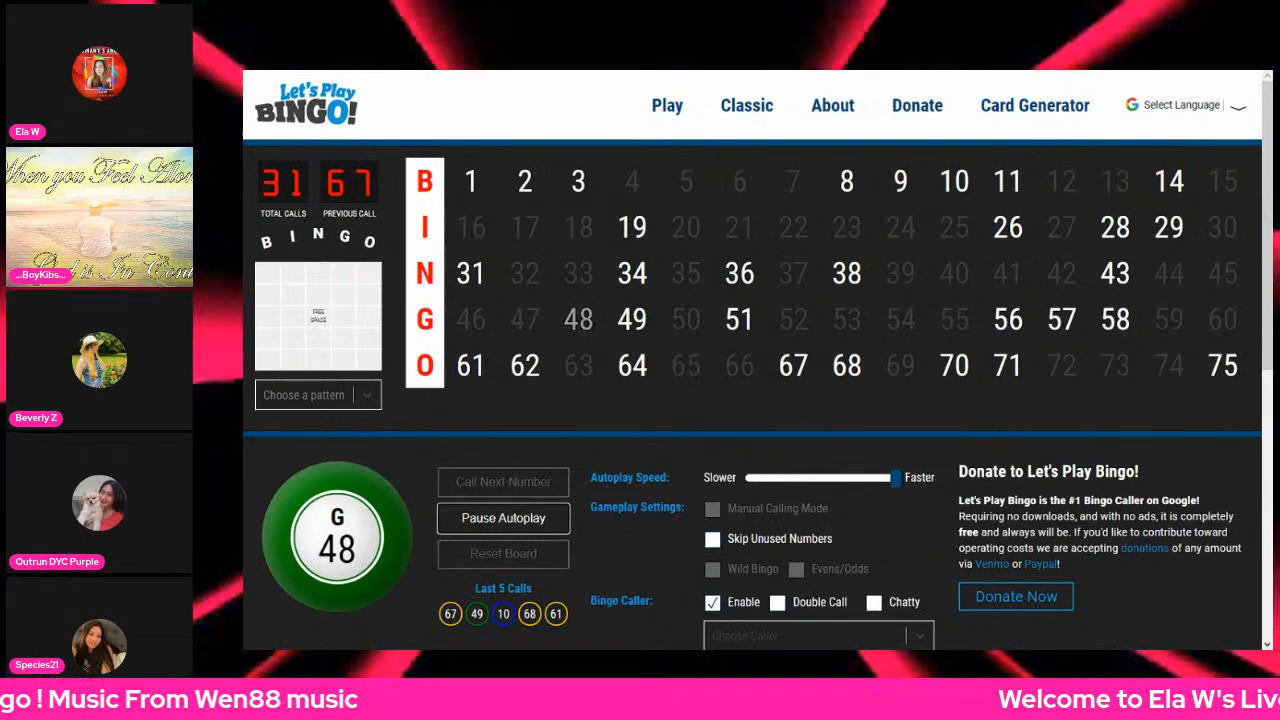 Ela W
When you Feel Alone
God is In Cont
...BoyKibs...
Beverly Z
Outrun DYC Purple
Species21
Let's Play
BINGO!
Play Classic About Donate Card Generator Select Language
31 67
TOTAL CALLS PREVIOUS CALL
B I N G O
FREE
SPACE
Choose a pattern
B 1 2 3 4 5 6 7 8 9 10 11 12 13 14 15
I 16 17 18 19 20 21 22 23 24 25 26 27 28 29 30
N 31 32 33 34 35 36 37 38 39 40 41 42 43 44 45
G 46 47 48 49 50 51 52 53 54 55 56 57 58 59 60
O 61 62 63 64 65 66 67 68 69 70 71 72 73 74 75
G
48
Call Next Number
Pause Autoplay
Reset Board
Last 5 Calls
67 49 10 68 61
Autoplay Speed: Slower Faster
Gameplay Settings: Manual Calling Mode
Skip Unused Numbers
Wild Bingo Evens/Odds
Bingo Caller: Enable Double Call Chatty
Choose Caller
Donate to Let's Play Bingo!
Let's Play Bingo is the #1 Bingo Caller on Google!
Requiring no downloads, and with no ads, it is completely
free and always will be. If you'd like to contribute toward
operating costs we are accepting donations of any amount
via Venmo or Paypal!
Donate Now
go ! Music From Wen88 music Welcome to Ela W's Live